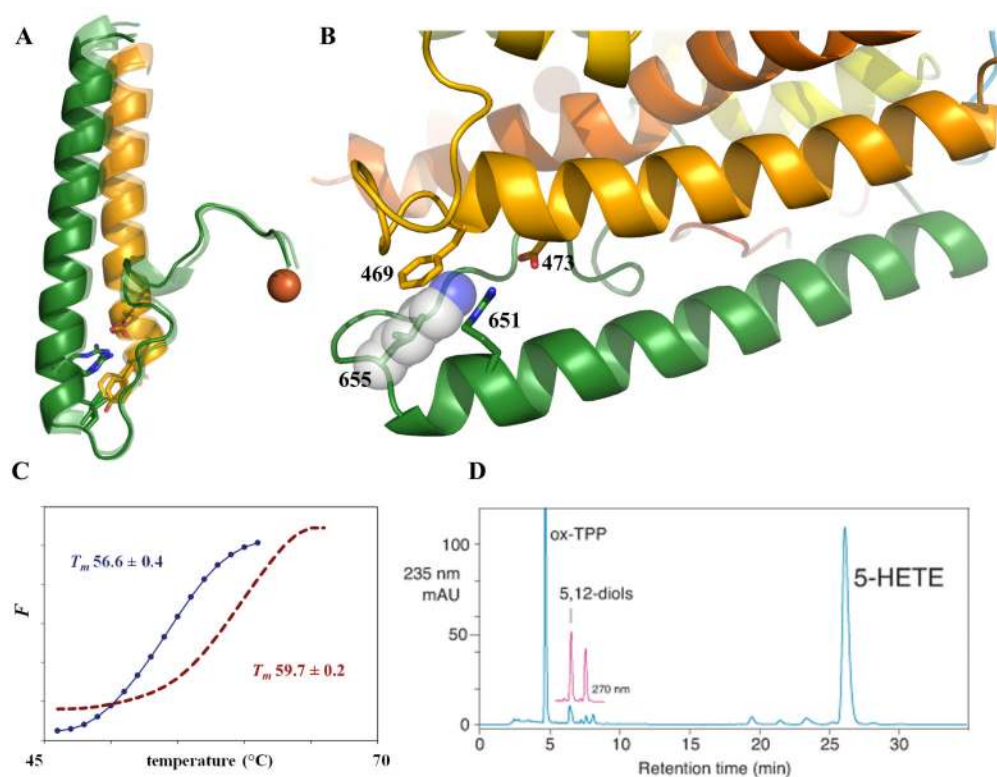 A
B
469
473
651
655
C
D
Tm 56.6 ± 0.4
Tm 59.7 ± 0.2
F
45
70
temperature (°C)
ox-TPP
100
235 nm
mAU
5,12-diols
5-HETE
50
270 nm
0
0 5 10 15 20 25 30
Retention time (min)